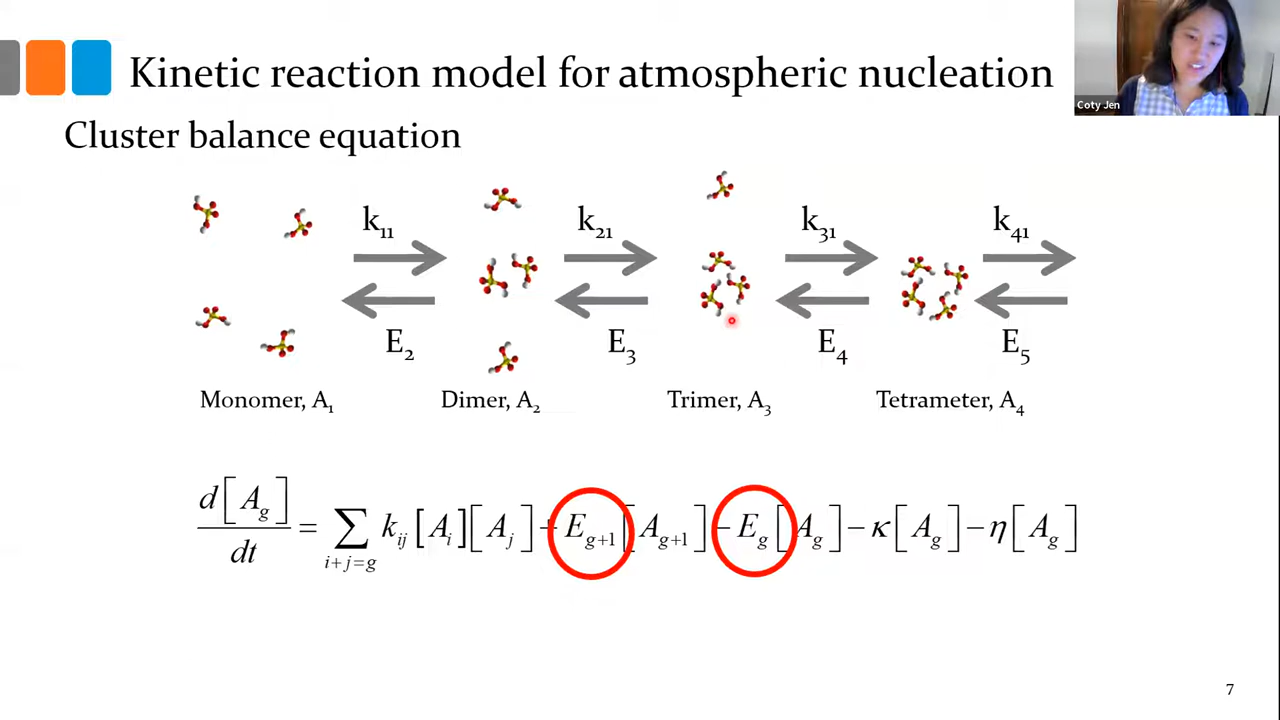 Kinetic reaction model for atmospheric nucleation
Coty Jen
Cluster balance equation
k₁₁ k₂₁ k₃₁ k₄₁
E₂ E₃ E₄ E₅
Monomer, A₁ Dimer, A₂ Trimer, A₃ Tetrameter, A₄
d[A_g]/dt = ∑_{i+j=g} k_{ij}[A_i][A_j] + E_{g+1}[A_{g+1}] − E_g[A_g] − κ[A_g] − η[A_g]
7